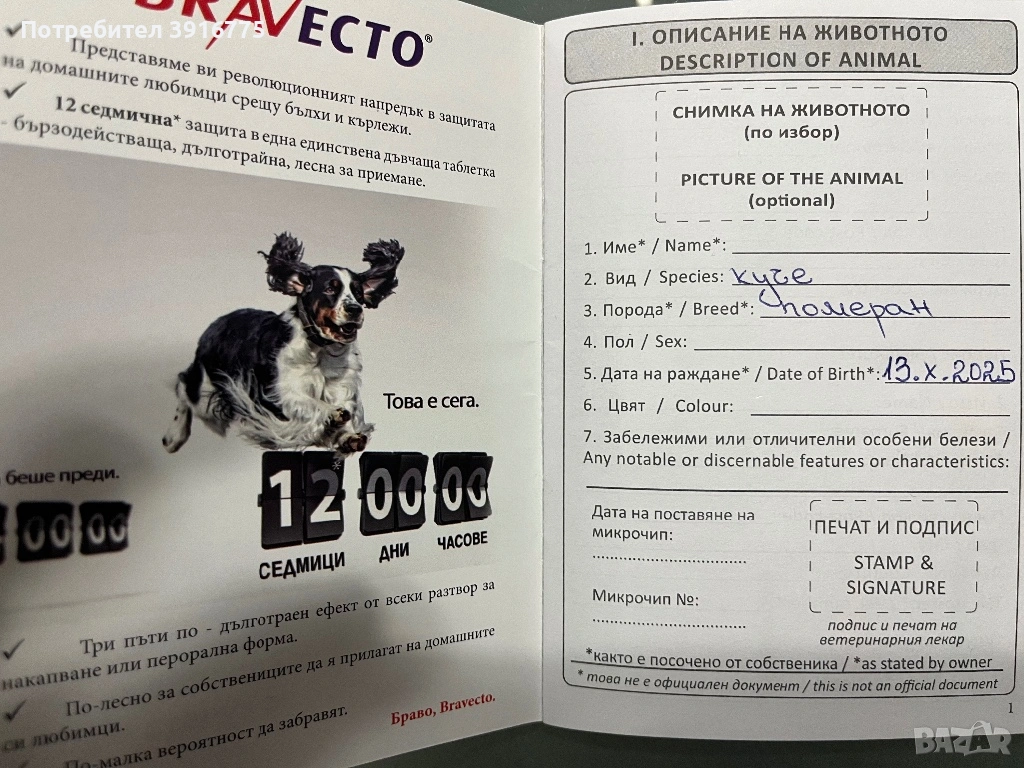 Потребител 3916775
BRAVECTO®
✓ Представяме ви революционният напредък в защитата
на домашните любимци срещу бълхи и кърлежи.
✓ 12 седмична* защита в една единствена дъвчаща таблетка
- бързодействаща, дълготрайна, лесна за приемане.
Това е сега.
беше преди.
00 00
12* 00 00
СЕДМИЦИ ДНИ ЧАСОВЕ
✓ Три пъти по - дълготраен ефект от всеки разтвор за
накапване или перорална форма.
✓ По-лесно за собствениците да я прилагат на домашните
си любимци.
✓ По-малка вероятност да забравят.
Браво, Bravecto.
I. ОПИСАНИЕ НА ЖИВОТНОТО
DESCRIPTION OF ANIMAL
СНИМКА НА ЖИВОТНОТО
(по избор)
PICTURE OF THE ANIMAL
(optional)
1. Име* / Name*:
2. Вид / Species: куче
3. Порода* / Breed*: померан
4. Пол / Sex:
5. Дата на раждане* / Date of Birth*: 13.X.2025
6. Цвят / Colour:
7. Забележими или отличителни особени белези /
Any notable or discernable features or characteristics:
Дата на поставяне на
микрочип:
Микрочип №:
ПЕЧАТ И ПОДПИС
STAMP &
SIGNATURE
подпис и печат на
ветеринарния лекар
*както е посочено от собственика / *as stated by owner
* това не е официален документ / this is not an official document
1
BAZAR